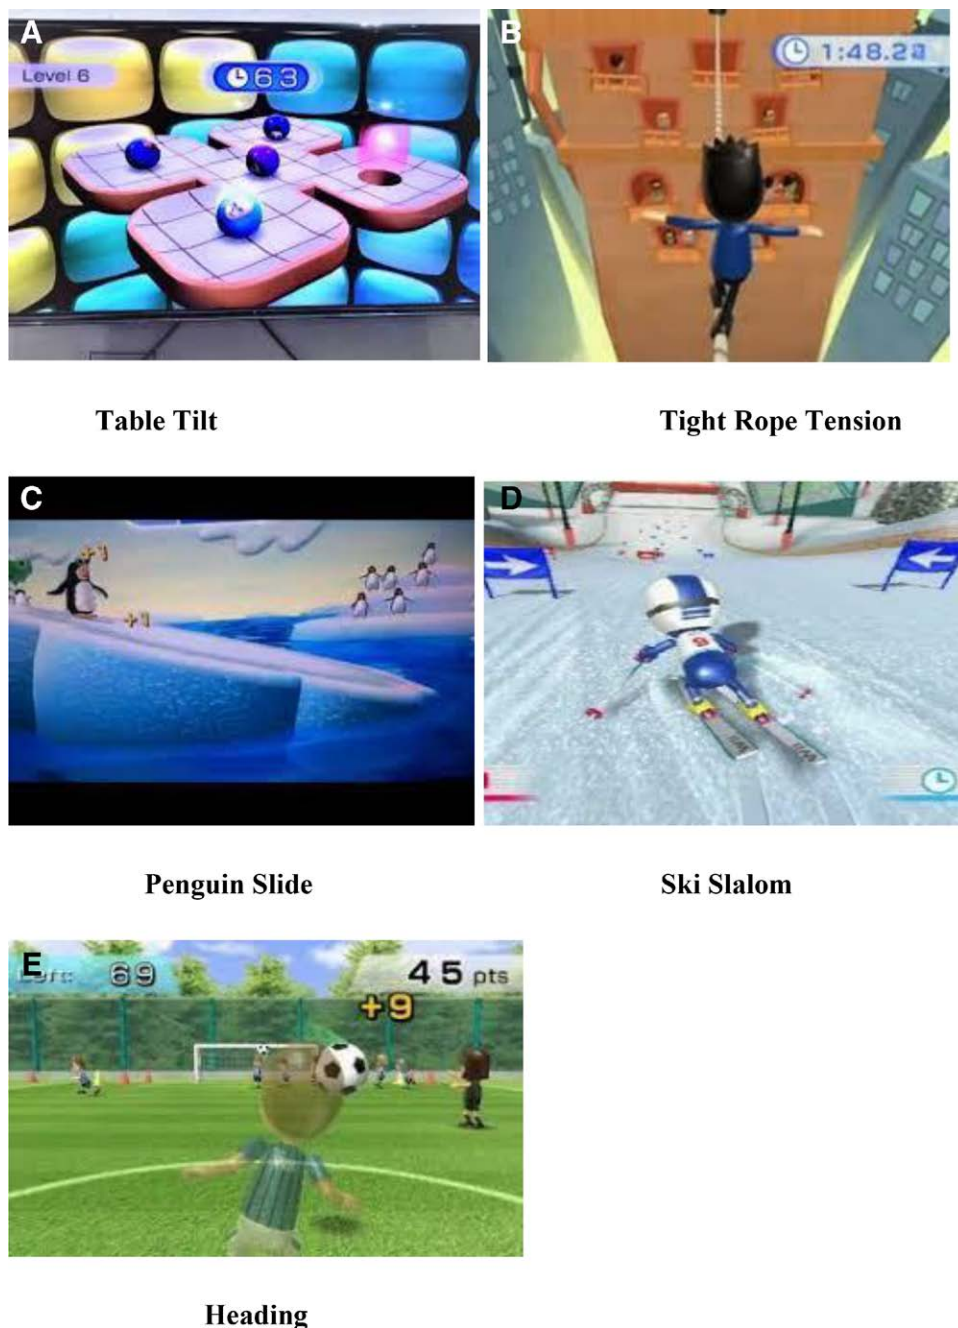 A
Level 6
63
B
1:48.2
Table Tilt
Tight Rope Tension
C
+1
+1
D
Penguin Slide
Ski Slalom
E
Left: 69
45 pts
+9
Heading